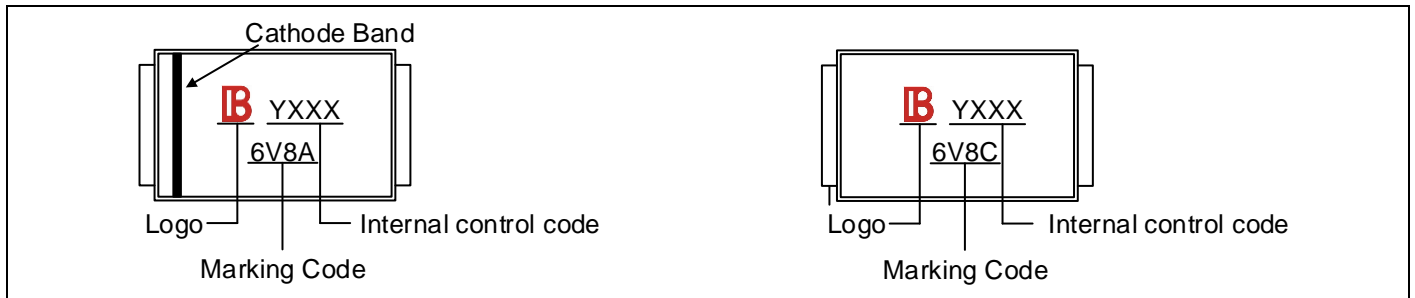 Cathode Band
B YXXX
6V8A
Logo
Internal control code
Marking Code
B YXXX
6V8C
Logo
Internal control code
Marking Code